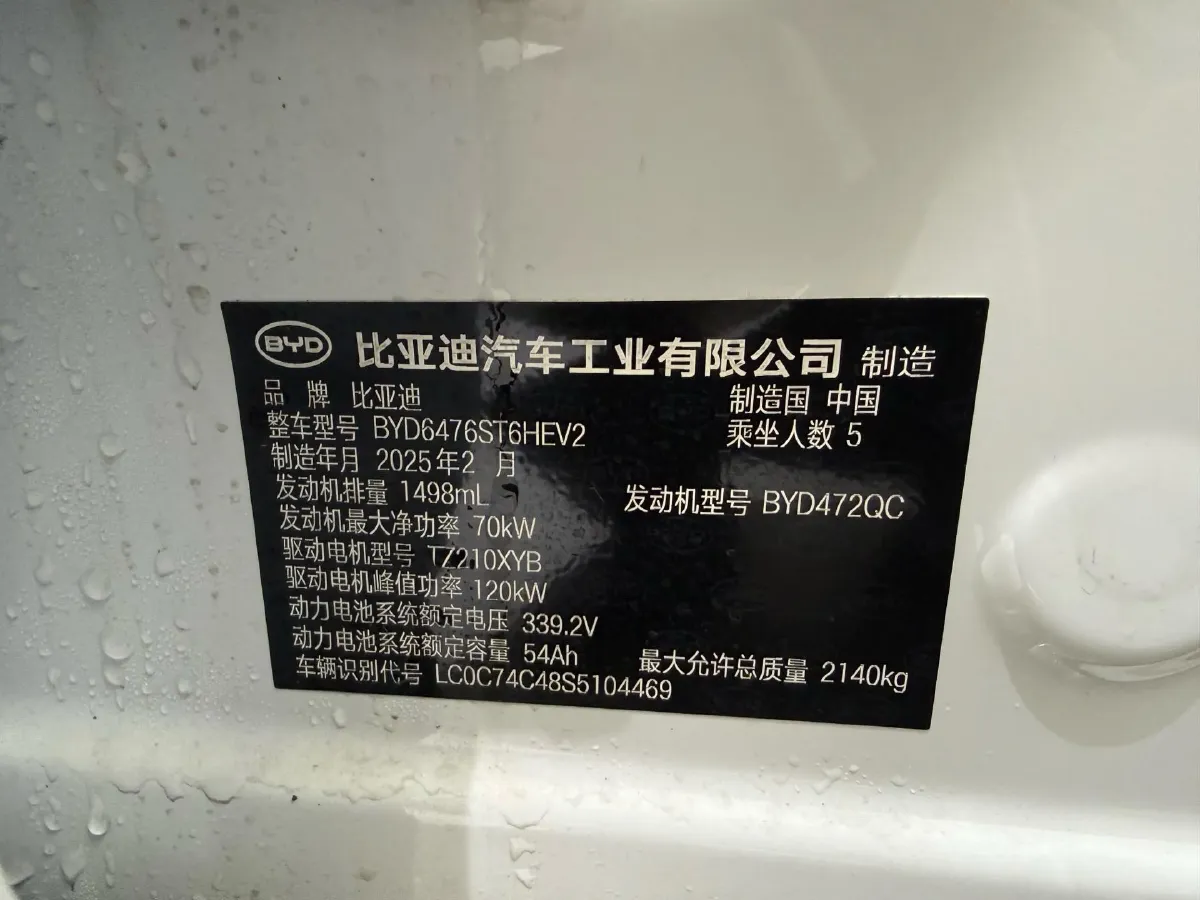 BYD 比亚迪汽车工业有限公司 制造
品 牌 比亚迪 制造国 中国
整车型号 BYD6476ST6HEV2 乘坐人数 5
制造年月 2025年2 月
发动机排量 1498mL 发动机型号 BYD472QC
发动机最大净功率 70kW
驱动电机型号 TZ210XYB
驱动电机峰值功率 120kW
动力电池系统额定电压 339.2V
动力电池系统额定容量 54Ah 最大允许总质量 2140kg
车辆识别代号 LC0C74C48S5104469